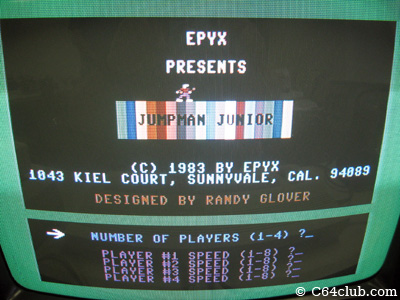 EPYX
PRESENTS
JUMPMAN JUNIOR
(C) 1983 BY EPYX
1043 KIEL COURT, SUNNYVALE, CAL. 94089
DESIGNED BY RANDY GLOVER
NUMBER OF PLAYERS (1-4) ?_
PLAYER #1 SPEED (1-8) ?_
PLAYER #2 SPEED (1-8) ?_
PLAYER #3 SPEED (1-8) ?_
PLAYER #4 SPEED (1-8) ?_
© C64club.com